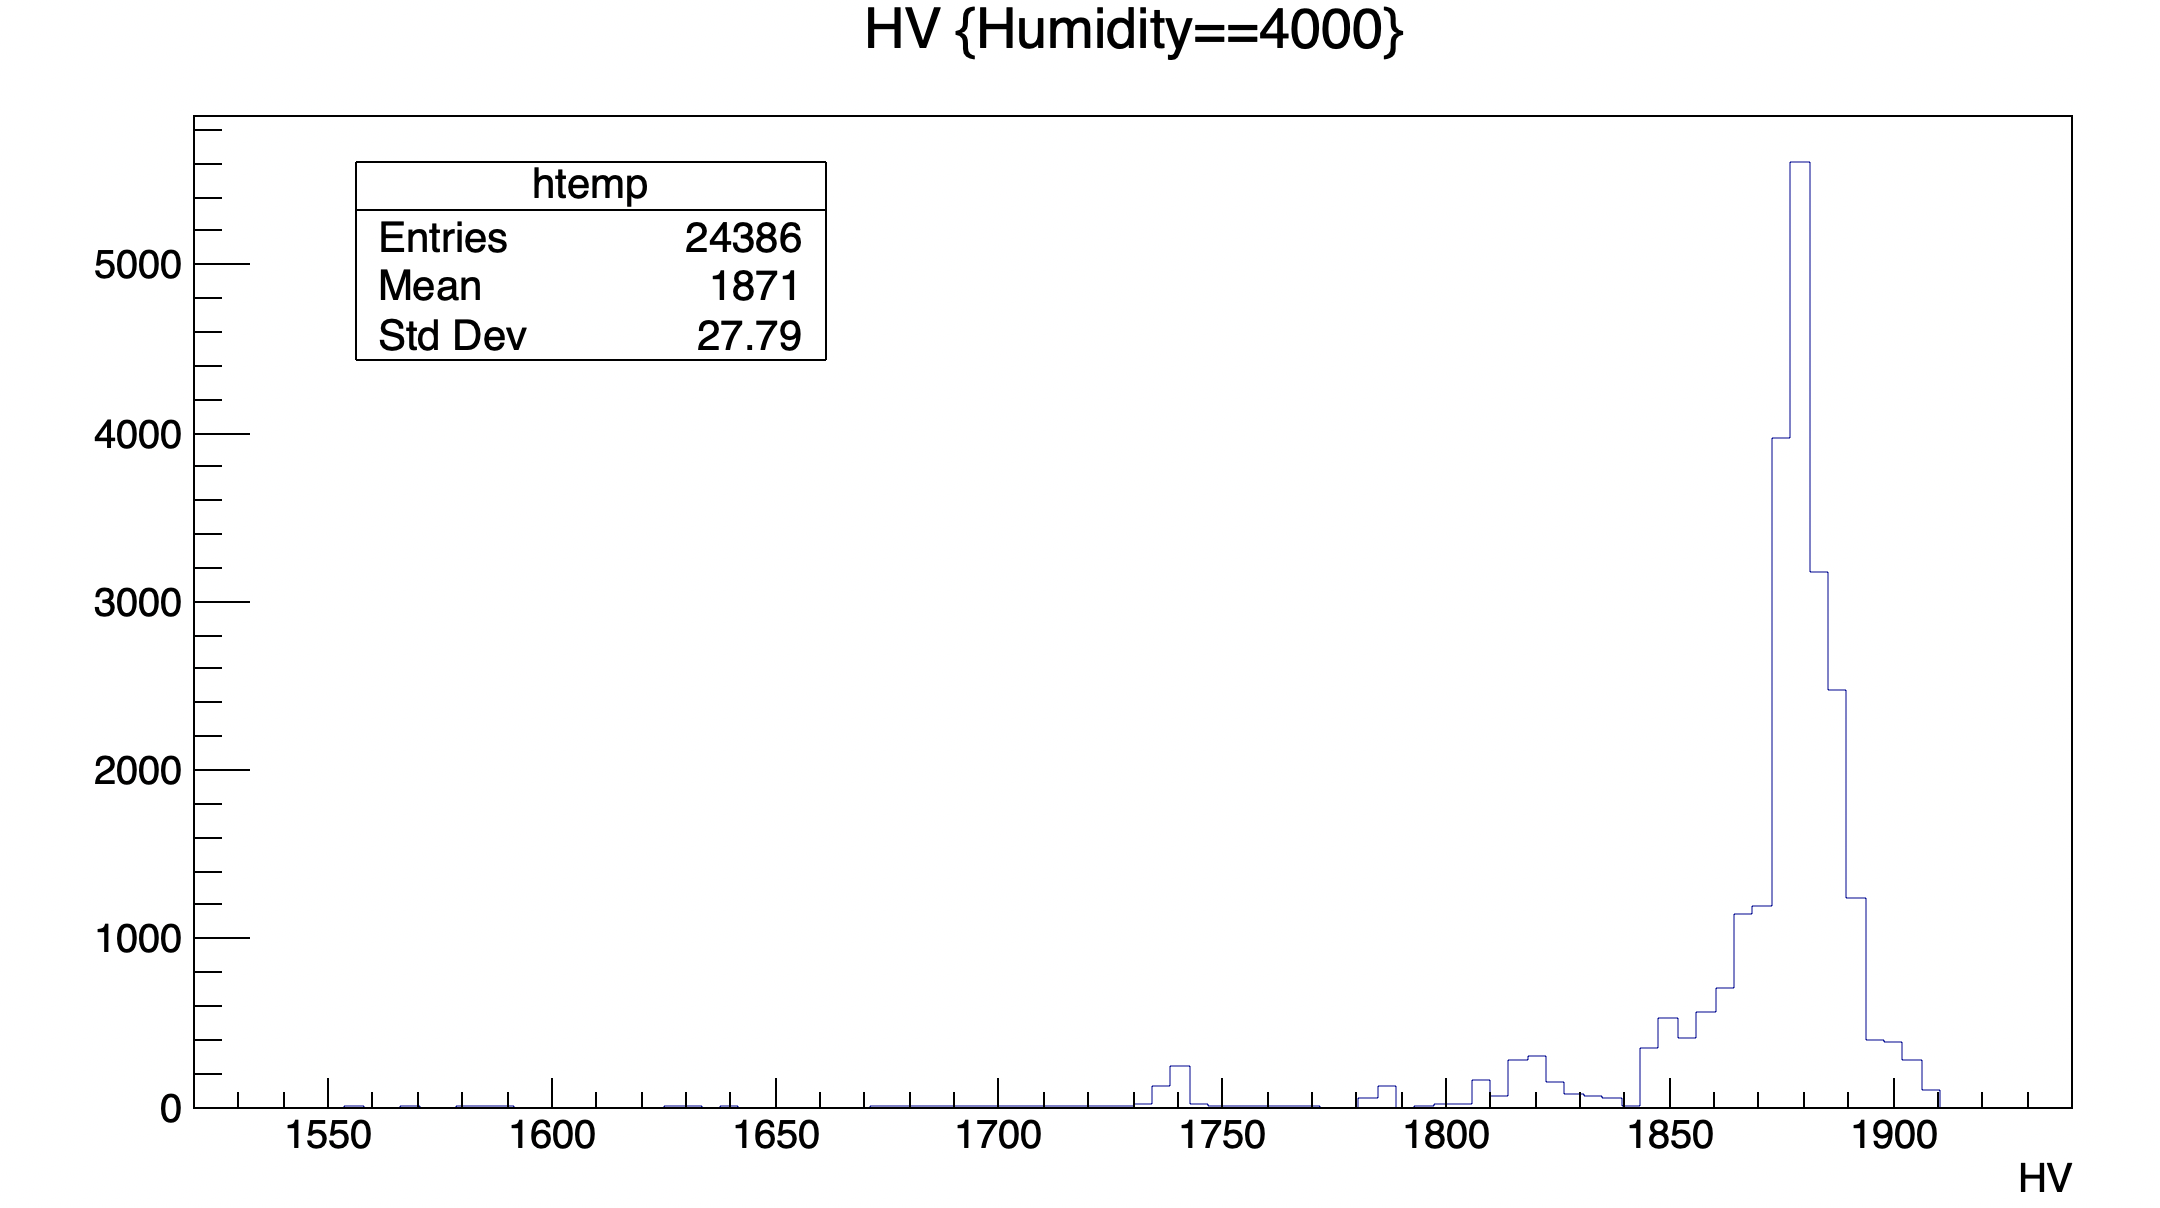 HV {Humidity==4000}
htemp
Entries 24386
Mean 1871
Std Dev 27.79
5000
4000
3000
2000
1000
0
1550 1600 1650 1700 1750 1800 1850 1900
HV